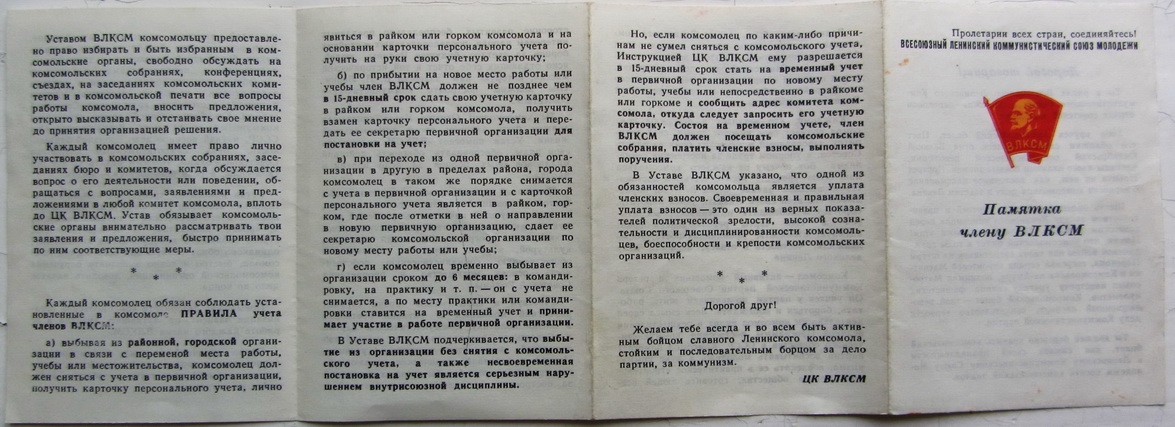 Уставом ВЛКСМ комсомольцу предоставле-
но право избирать и быть избранным в ком-
сомольские органы, свободно обсуждать на
комсомольских собраниях, конференциях,
съездах, на заседаниях комсомольских коми-
тетов и в комсомольской печати все вопросы
работы комсомола, вносить предложения,
открыто высказывать и отстаивать свое мнение
до принятия организацией решения.
Каждый комсомолец имеет право лично
участвовать в комсомольских собраниях, засе-
даниях бюро и комитетов, когда обсуждается
вопрос о его деятельности или поведении, об-
ращаться с вопросами, заявлениями и пред-
ложениями в любой комитет комсомола, вплоть
до ЦК ВЛКСМ. Устав обязывает комсомоль-
ские органы внимательно рассматривать твои
заявления и предложения, быстро принимать
по ним соответствующие меры.
* * *
Каждый комсомолец обязан соблюдать уста-
новленные в комсомоле ПРАВИЛА учета
членов ВЛКСМ:
а) выбывая из районной, городской органи-
зации в связи с переменой места работы,
учебы или местожительства, комсомолец дол-
жен сняться с учета в первичной организации,
получить карточку персонального учета, лично
явиться в райком или горком комсомола и на
основании карточки персонального учета по-
лучить на руки свою учетную карточку;
б) по прибытии на новое место работы или
учебы член ВЛКСМ должен не позднее чем
в 15-дневный срок сдать свою учетную карточку
в райком или горком комсомола, получить
взамен карточку персонального учета и пере-
дать ее секретарю первичной организации для
постановки на учет;
в) при переходе из одной первичной орга-
низации в другую в пределах района, города
комсомолец в таком же порядке снимается
с учета в первичной организации и с карточкой
персонального учета является в райком, гор-
ком, где после отметки в ней о направлении
в новую первичную организацию, сдает ее
секретарю комсомольской организации по
новому месту работы или учебы;
г) если комсомолец временно выбывает из
организации сроком до 6 месяцев: в команди-
ровку, на практику и т. п. — он с учета не
снимается, а по месту практики или команди-
ровки ставится на временный учет и прини-
мает участие в работе первичной организации.
В Уставе ВЛКСМ подчеркивается, что выбы-
тие из организации без снятия с комсомоль-
ского учета, а также несвоевременная
постановка на учет является серьезным нару-
шением внутрисоюзной дисциплины.
Но, если комсомолец по каким-либо причи-
нам не сумел сняться с комсомольского учета,
Инструкцией ЦК ВЛКСМ ему разрешается
в 15-дневный срок стать на временный учет
в первичной организации по новому месту
работы, учебы или непосредственно в райкоме
или горкоме и сообщить адрес комитета ком-
сомола, откуда следует запросить его учетную
карточку. Состоя на временном учете, член
ВЛКСМ должен посещать комсомольские
собрания, платить членские взносы, выполнять
поручения.
В Уставе ВЛКСМ указано, что одной из
обязанностей комсомольца является уплата
членских взносов. Своевременная и правильная
уплата взносов — это один из верных показа-
телей политической зрелости, высокой созна-
тельности и дисциплинированности комсомоль-
цев, боеспособности и крепости комсомольских
организаций.
* * *
Дорогой друг!
Желаем тебе всегда и во всем быть актив-
ным бойцом славного Ленинского комсомола,
стойким и последовательным борцом за дело
партии, за коммунизм.
ЦК ВЛКСМ
Пролетарии всех стран, соединяйтесь!
ВСЕСОЮЗНЫЙ ЛЕНИНСКИЙ КОММУНИСТИЧЕСКИЙ СОЮЗ МОЛОДЕЖИ
ВЛКСМ
Памятка
члену ВЛКСМ